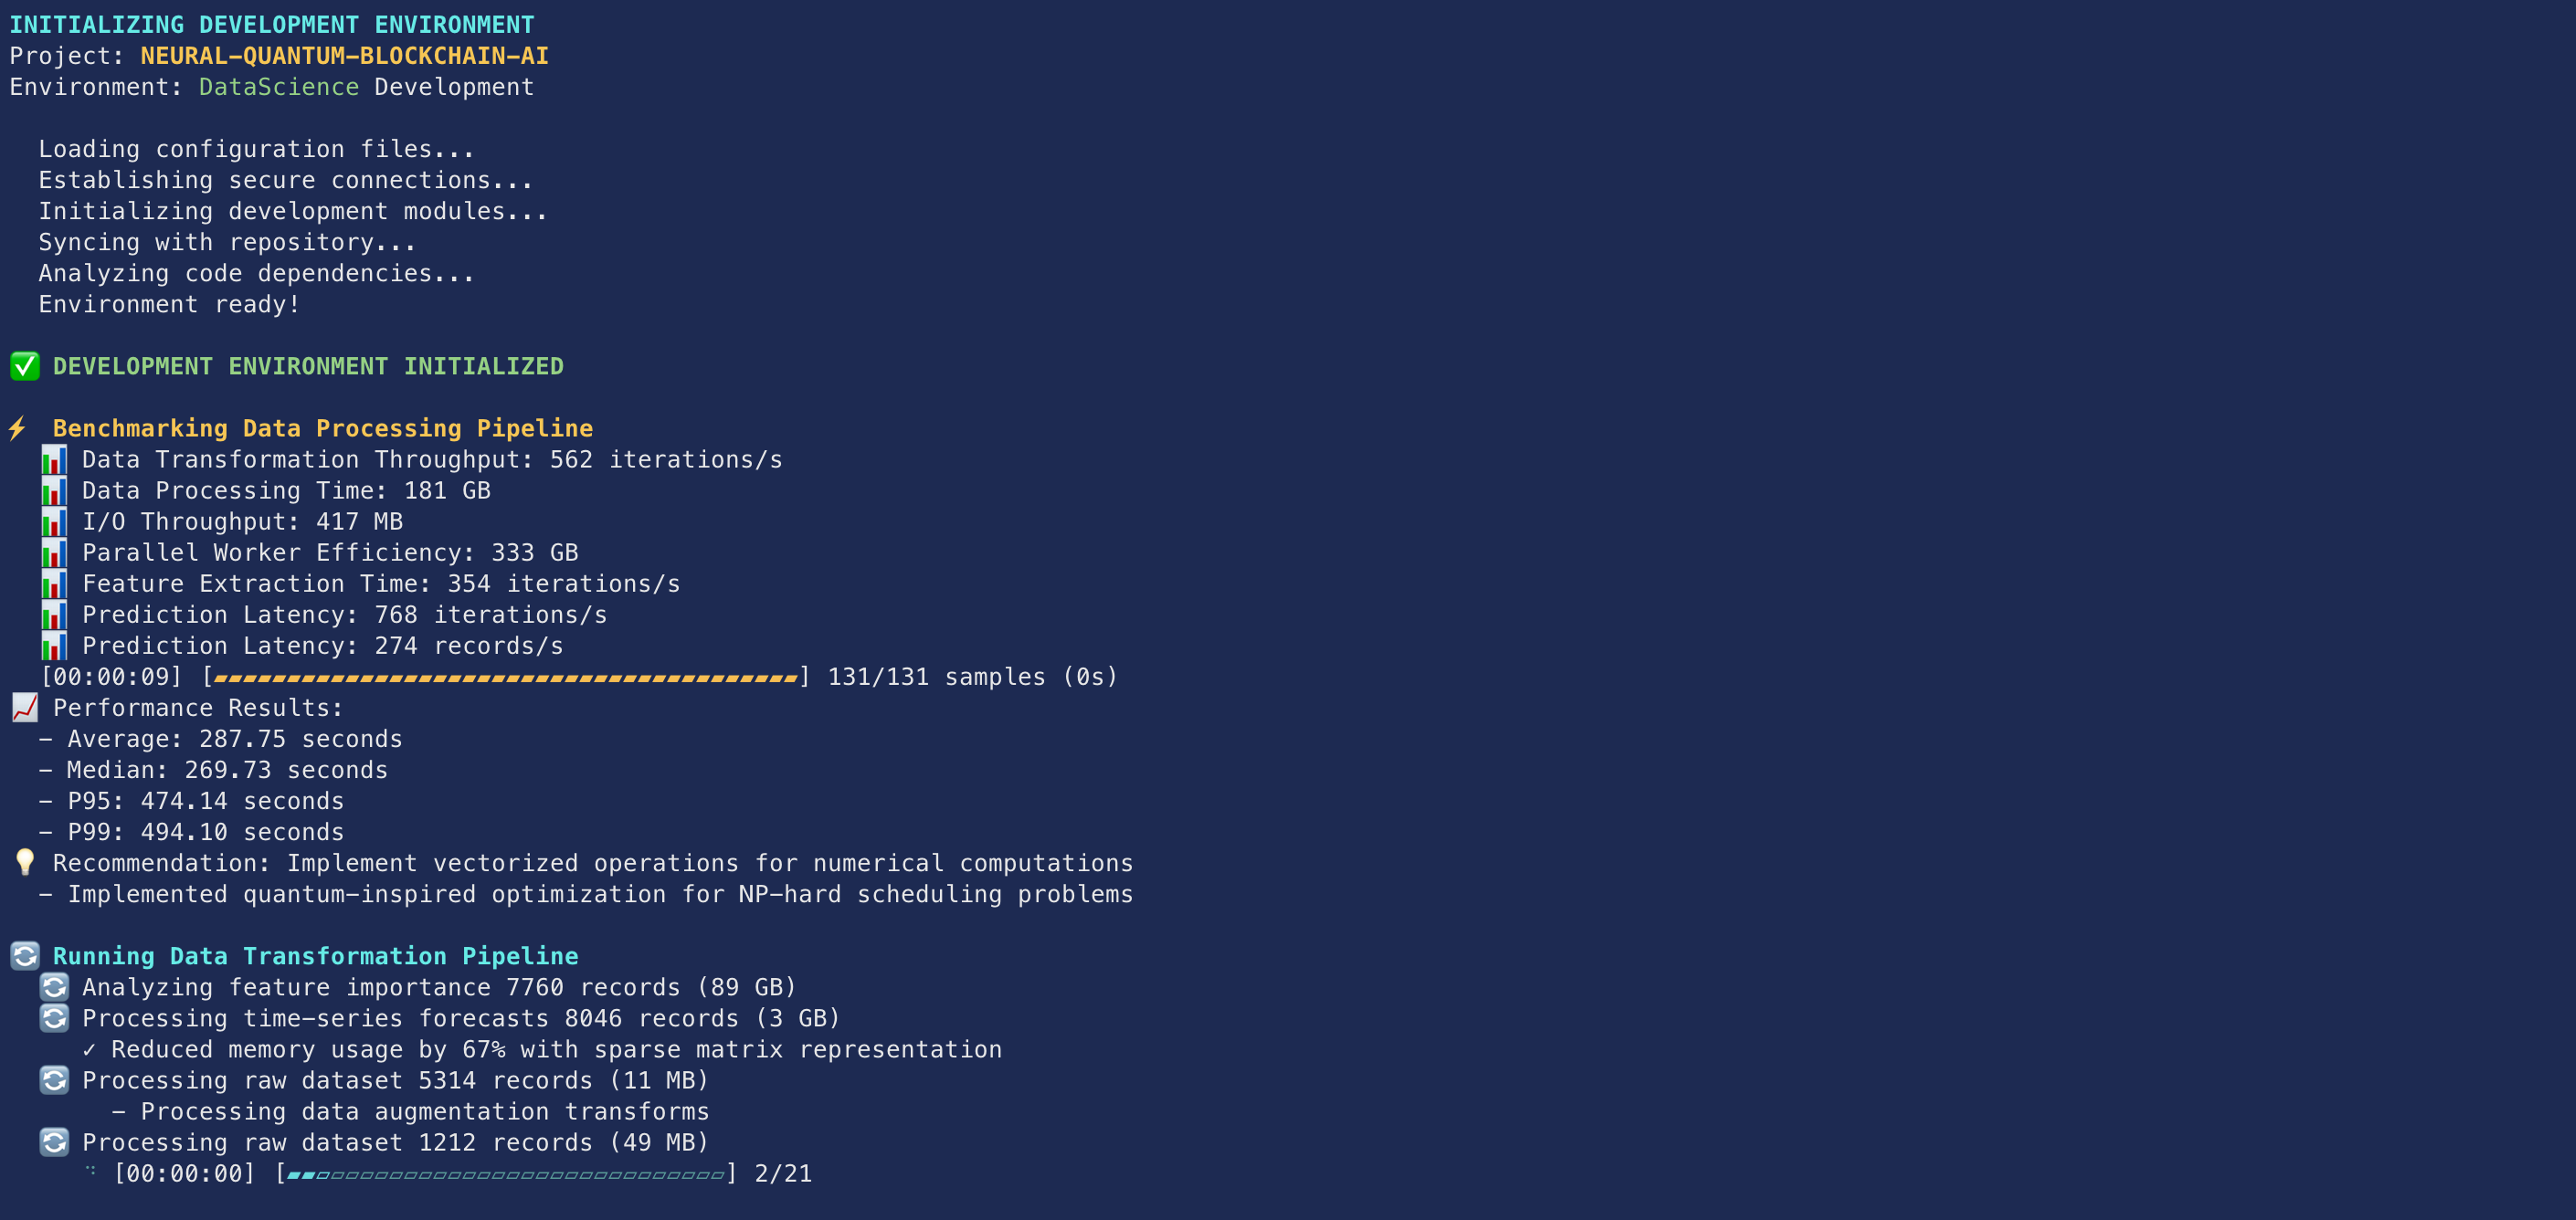 INITIALIZING DEVELOPMENT ENVIRONMENT
Project: NEURAL-QUANTUM-BLOCKCHAIN-AI
Environment: DataScience Development
Loading configuration files...
Establishing secure connections...
Initializing development modules...
Syncing with repository...
Analyzing code dependencies...
Environment ready!
✅ DEVELOPMENT ENVIRONMENT INITIALIZED
⚡ Benchmarking Data Processing Pipeline
📊 Data Transformation Throughput: 562 iterations/s
📊 Data Processing Time: 181 GB
📊 I/O Throughput: 417 MB
📊 Parallel Worker Efficiency: 333 GB
📊 Feature Extraction Time: 354 iterations/s
📊 Prediction Latency: 768 iterations/s
📊 Prediction Latency: 274 records/s
[00:00:09] [▰▰▰▰▰▰▰▰▰▰▰▰▰▰▰▰▰▰▰▰▰▰▰▰▰▰▰▰▰▰▰▰▰▰▰▰▰▰▰▰] 131/131 samples (0s)
📈 Performance Results:
- Average: 287.75 seconds
- Median: 269.73 seconds
- P95: 474.14 seconds
- P99: 494.10 seconds
💡 Recommendation: Implement vectorized operations for numerical computations
- Implemented quantum-inspired optimization for NP-hard scheduling problems
🔄 Running Data Transformation Pipeline
🔄 Analyzing feature importance 7760 records (89 GB)
🔄 Processing time-series forecasts 8046 records (3 GB)
✓ Reduced memory usage by 67% with sparse matrix representation
🔄 Processing raw dataset 5314 records (11 MB)
- Processing data augmentation transforms
🔄 Processing raw dataset 1212 records (49 MB)
⠙ [00:00:00] [▰▰▱▱▱▱▱▱▱▱▱▱▱▱▱▱▱▱▱▱▱▱▱▱▱▱▱▱▱▱] 2/21